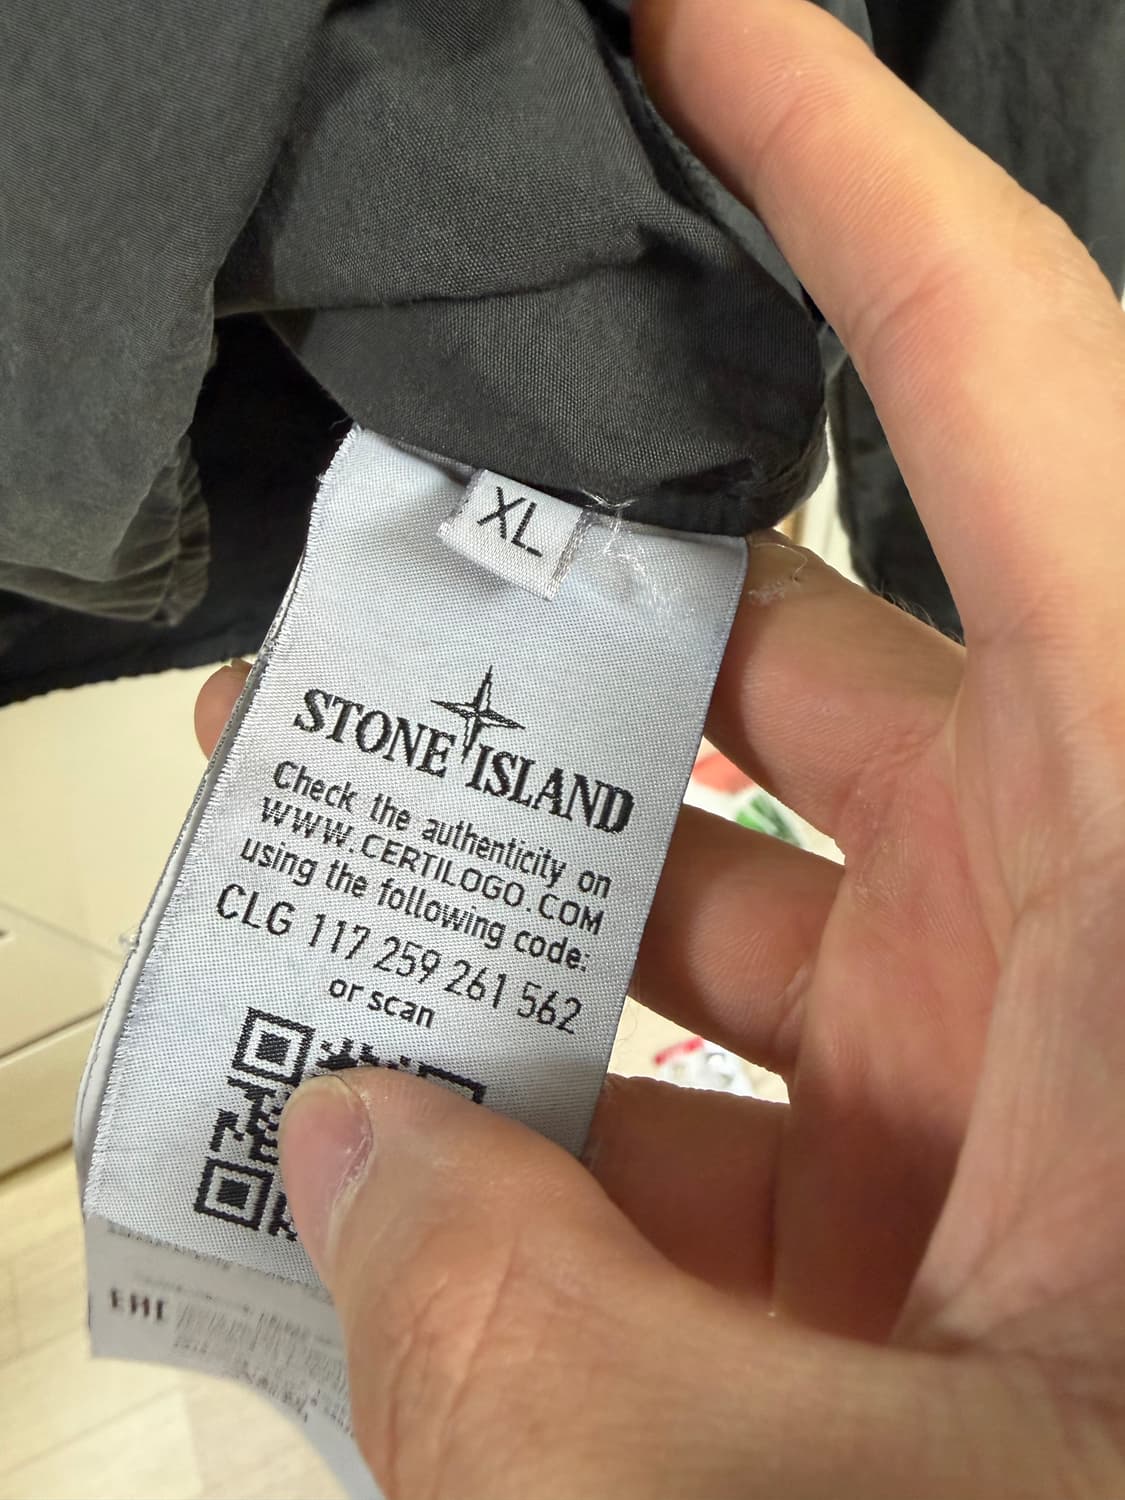 XL
STONE ISLAND
Check the authenticity on
WWW.CERTILOGO.COM
using the following code:
CLG 117 259 261 562
or scan